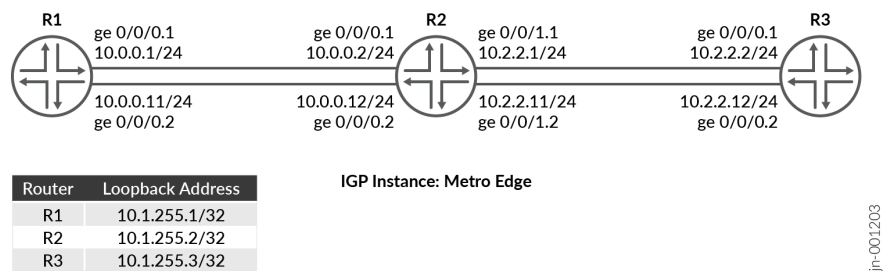 R1
R2
R3
ge 0/0/0.1
10.0.0.1/24
ge 0/0/0.1
10.0.0.2/24
ge 0/0/1.1
10.2.2.1/24
ge 0/0/0.1
10.2.2.2/24
10.0.0.11/24
ge 0/0/0.2
10.0.0.12/24
ge 0/0/0.2
10.2.2.11/24
ge 0/0/1.2
10.2.2.12/24
ge 0/0/0.2
IGP Instance: Metro Edge
Router Loopback Address
R1 10.1.255.1/32
R2 10.1.255.2/32
R3 10.1.255.3/32
jn-001203